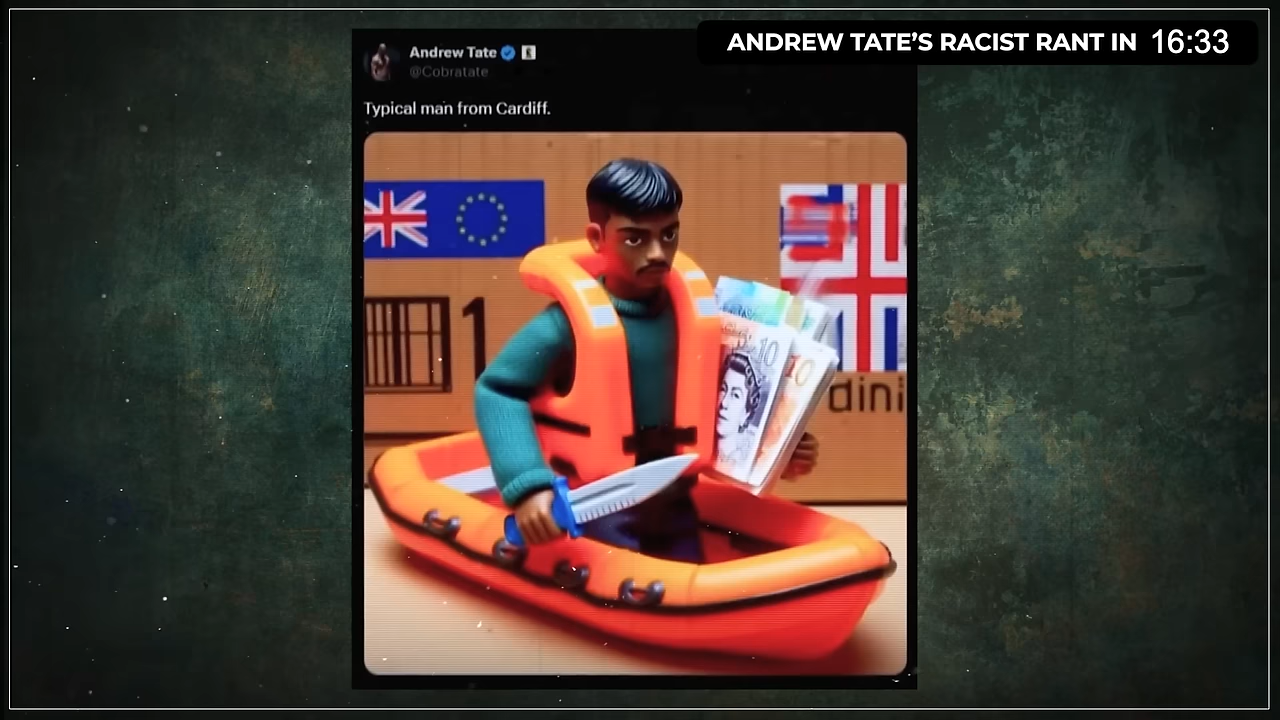 ANDREW TATE'S RACIST RANT IN 16:33
Andrew Tate
@Cobratate
Typical man from Cardiff.
1
10
10
dini